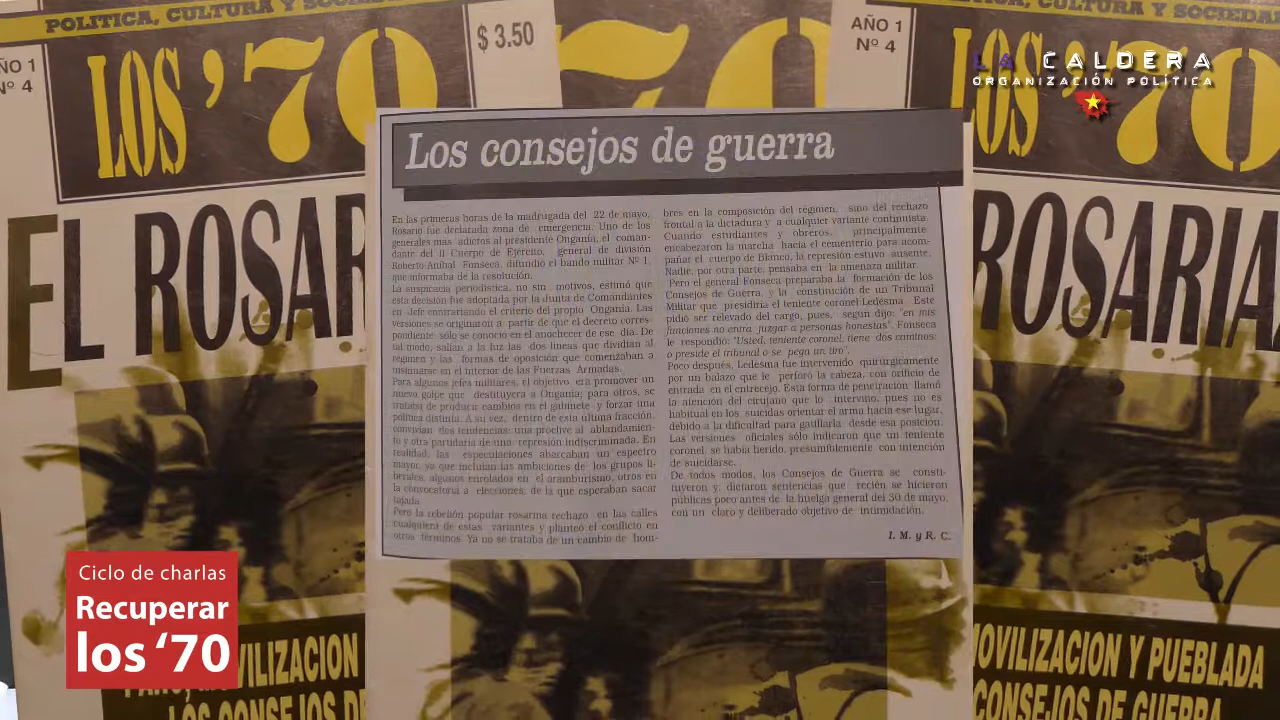 POLITICA, CULTURA Y SOCIEDAD
LOS '70
$ 3.50
AÑO 1
Nº 4
EL ROSARIA
LA CALDERA
ORGANIZACIÓN POLÍTICA
Los consejos de guerra
En las primeras horas de la madrugada del 22 de mayo,
Rosario fue declarada zona de emergencia. Uno de los
generales más adictos al presidente Onganía, el coman-
dante del II Cuerpo de Ejército, general de división
Roberto Aníbal Fonseca, difundió el bando militar Nº 1,
que informaba de la resolución.
La suspicacia periodística, no sin motivos, estimó que
esta decisión fue adoptada por la Junta de Comandantes
en Jefe contrariando el criterio del propio Onganía. Las
versiones se originaron a partir de que el decreto corres-
pondiente sólo se conoció en el anochecer de ese día. De
tal modo, salían a la luz las dos líneas que dividían al
régimen y las formas de oposición que comenzaban a
insinuarse en el interior de las Fuerzas Armadas.
Para algunos jefes militares, el objetivo era promover un
nuevo golpe que destituyera a Onganía; para otros, se
trataba de producir cambios en el gabinete y forzar una
política distinta. A su vez, dentro de esta última fracción,
convivían dos tendencias: una proclive al ablandamien-
to y otra partidaria de una represión indiscriminada. En
realidad, las especulaciones abarcaban un espectro
mayor, ya que incluían las ambiciones de los grupos li-
berales, algunos enrolados en el aramburismo, otros en
la convocatoria a elecciones, de la que esperaban sacar
tajada.
Pero la rebelión popular rosarina rechazó en las calles
cualquiera de estas variantes y planteó el conflicto en
otros términos. Ya no se trataba de un cambio de hom-
bres en la composición del régimen, sino del rechazo
frontal a la dictadura y a cualquier variante continuista.
Cuando estudiantes y obreros, principalmente
encabezaron la marcha hacia el cementerio para acom-
pañar el cuerpo de Blanco, la represión estuvo ausente.
Nadie, por otra parte, pensaba en la amenaza militar.
Pero el general Fonseca preparaba la formación de los
Consejos de Guerra, y la constitución de un Tribunal
Militar que presidiría el teniente coronel Ledesma. Este
pidió ser relevado del cargo, pues, según dijo: "en mis
funciones no entra juzgar a personas honestas". Fonseca
le respondió: "Usted, teniente coronel, tiene dos caminos:
o preside el tribunal o se pega un tiro".
Poco después, Ledesma fue intervenido quirúrgicamente
por un balazo que le perforó la cabeza, con orificio de
entrada en el entrecejo. Esta forma de penetración llamó
la atención del cirujano que lo intervino, pues no es
habitual en los suicidas orientar el arma hacia ese lugar,
debido a la dificultad para gatillarla desde esa posición.
Las versiones oficiales sólo indicaron que un teniente
coronel se había herido, presumiblemente con intención
de suicidarse.
De todos modos, los Consejos de Guerra se consti-
tuyeron y, dictaron sentencias que recién se hicieron
públicas poco antes de la huelga general del 30 de mayo,
con un claro y deliberado objetivo de intimidación.
I. M. y R. C.
Ciclo de charlas
Recuperar
los '70
MOVILIZACION Y PUEBLADA
CONSEJOS DE GUERRA